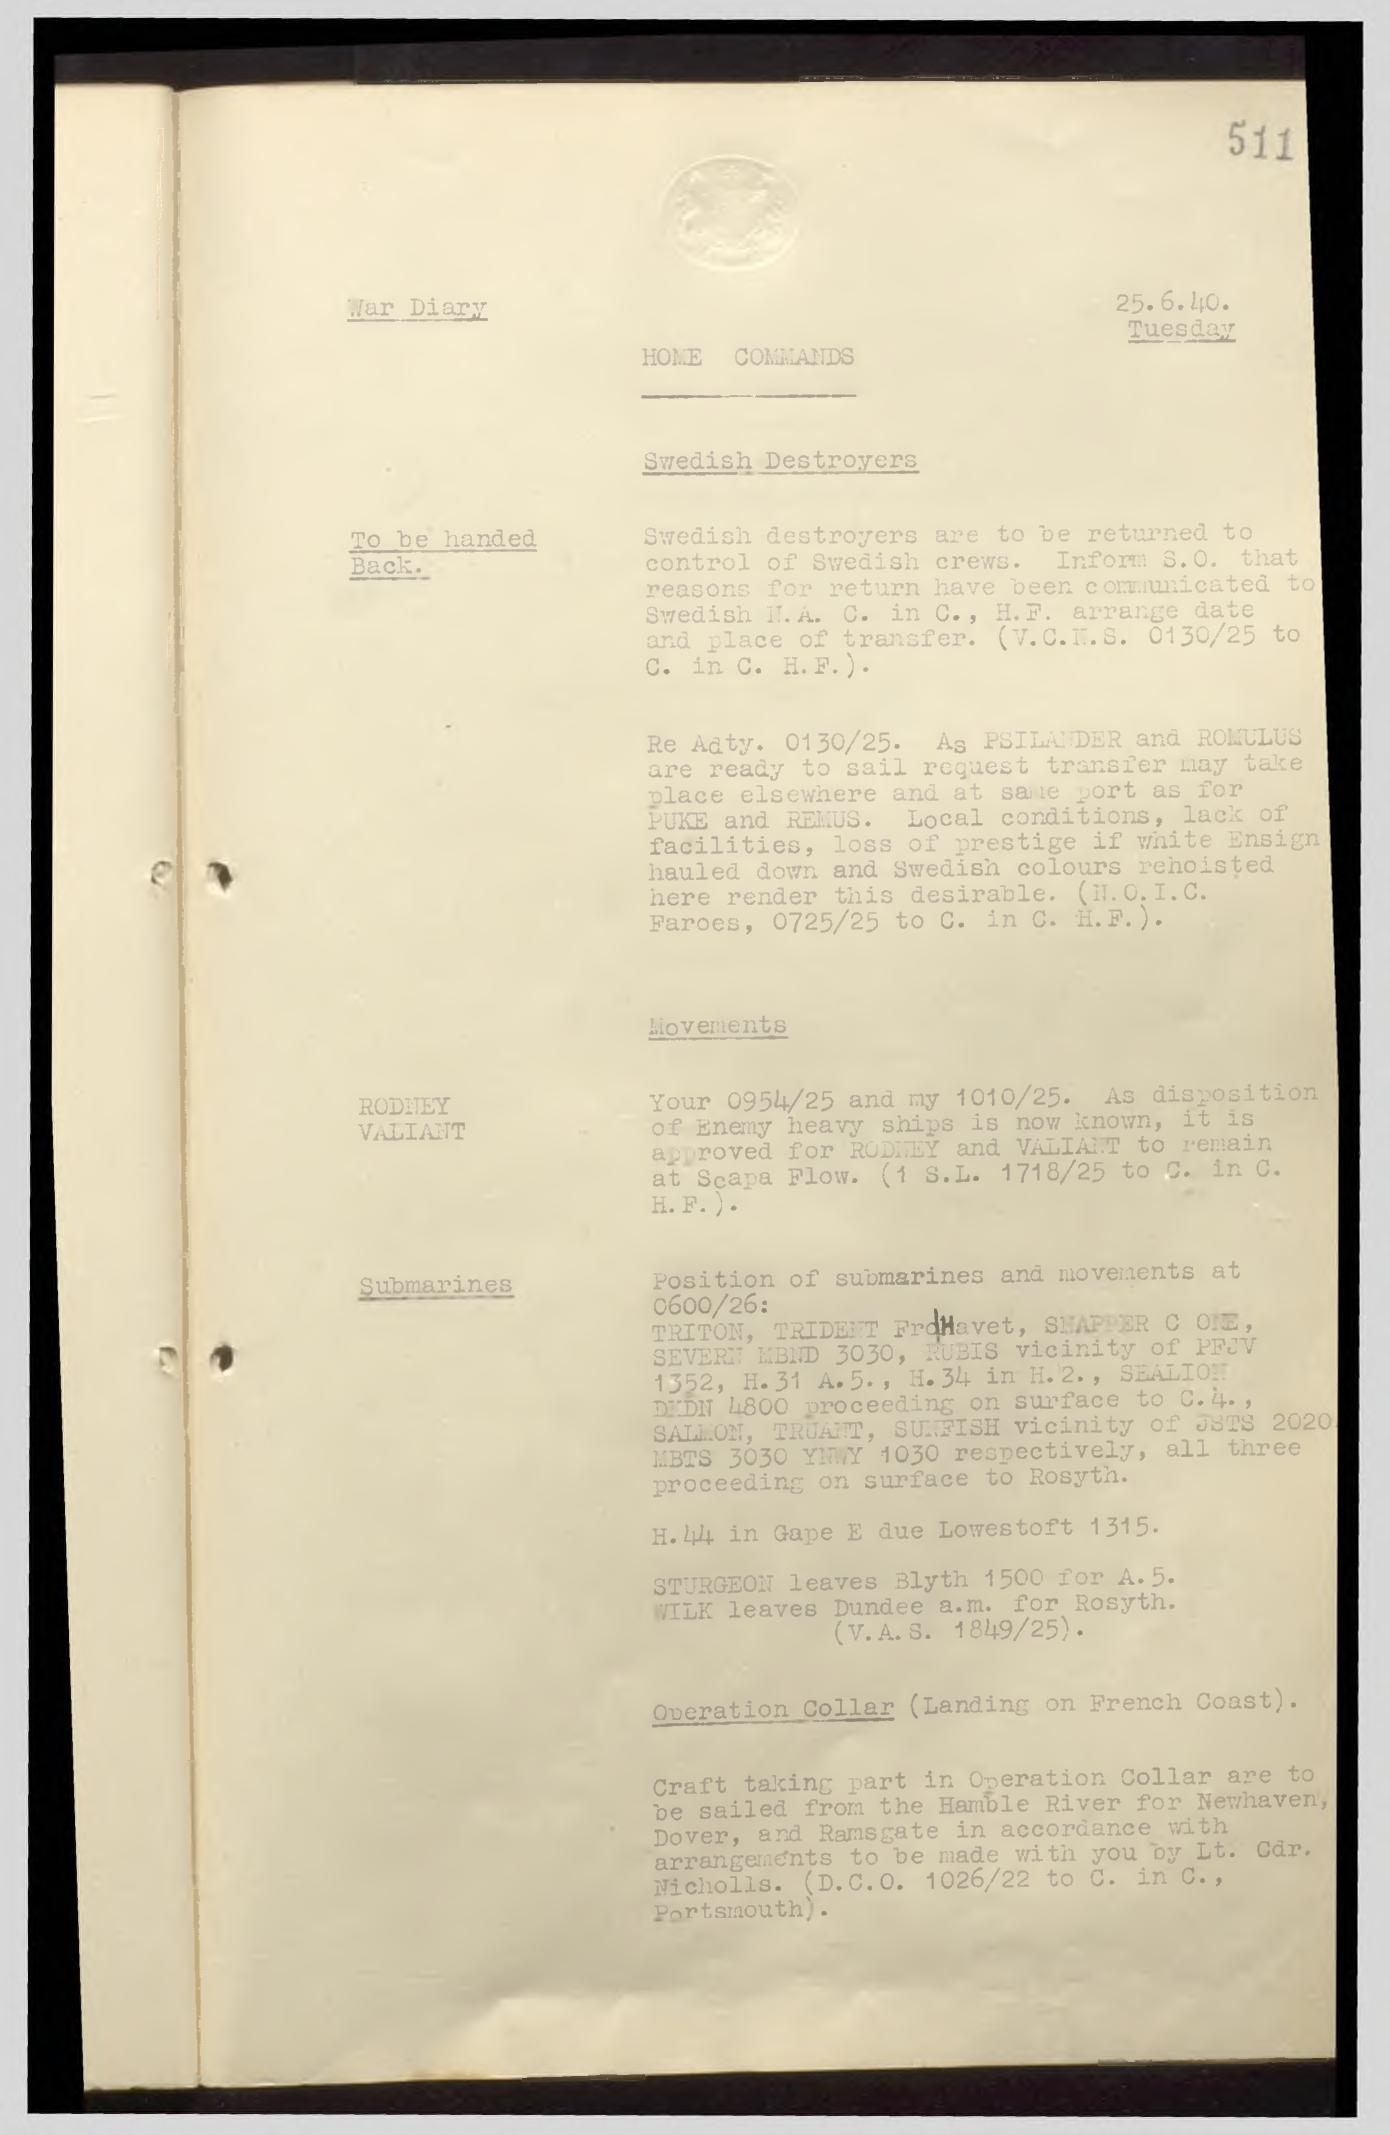 511
War Diary
25.6.40.
Tuesday
HOME COMMANDS
Swedish Destroyers
To be handed
Back.
Swedish destroyers are to be returned to
control of Swedish crews. Inform S.O. that
reasons for return have been communicated to
Swedish N.A. C. in C., H.F. arrange date
and place of transfer. (V.C.N.S. 0130/25 to
C. in C. H.F.).
Re Adty. 0130/25. As PSILANDER and ROMULUS
are ready to sail request transfer may take
place elsewhere and at same port as for
PUKE and REMUS. Local conditions, lack of
facilities, loss of prestige if white Ensign
hauled down and Swedish colours rehoisted
here render this desirable. (N.O.I.C.
Faroes, 0725/25 to C. in C. H.F.).
Movements
RODNEY
VALIANT
Your 0954/25 and my 1010/25. As disposition
of Enemy heavy ships is now known, it is
approved for RODNEY and VALIANT to remain
at Scapa Flow. (1 S.L. 1718/25 to C. in C.
H.F.).
Submarines
Position of submarines and movements at
0600/26:
TRITON, TRIDENT Fro Havet, SNAPPER C ONE,
SEVERN MBND 3030, RUBIS vicinity of PFJV
1352, H.31 A.5., H.34 in H.2., SEALION
4800 proceeding on surface to C.4.,
SALMON, TRUANT, SUNFISH vicinity of JSTS 2020
MBTS 3030 YNWY 1030 respectively, all three
proceeding on surface to Rosyth.
H.44 in Gape E due Lowestoft 1315.
STURGEON leaves Blyth 1500 for A.5.
WILK leaves Dundee a.m. for Rosyth.
(V.A.S. 1849/25).
Operation Collar (Landing on French Coast).
Craft taking part in Operation Collar are to
be sailed from the Hamble River for Newhaven,
Dover, and Ramsgate in accordance with
arrangements to be made with you by Lt. Cdr.
Nicholls. (D.C.O. 1026/22 to C. in C.,
Portsmouth).